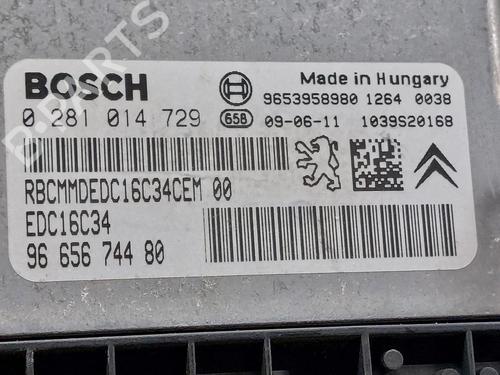 BOSCH
Made in Hungary
9653958980 1264 0038
0 281 014 729 658 09-06-11 1039S20168
RBCMMDEDC16C34CEM 00
EDC16C34
96 656 744 80
B-PARTS